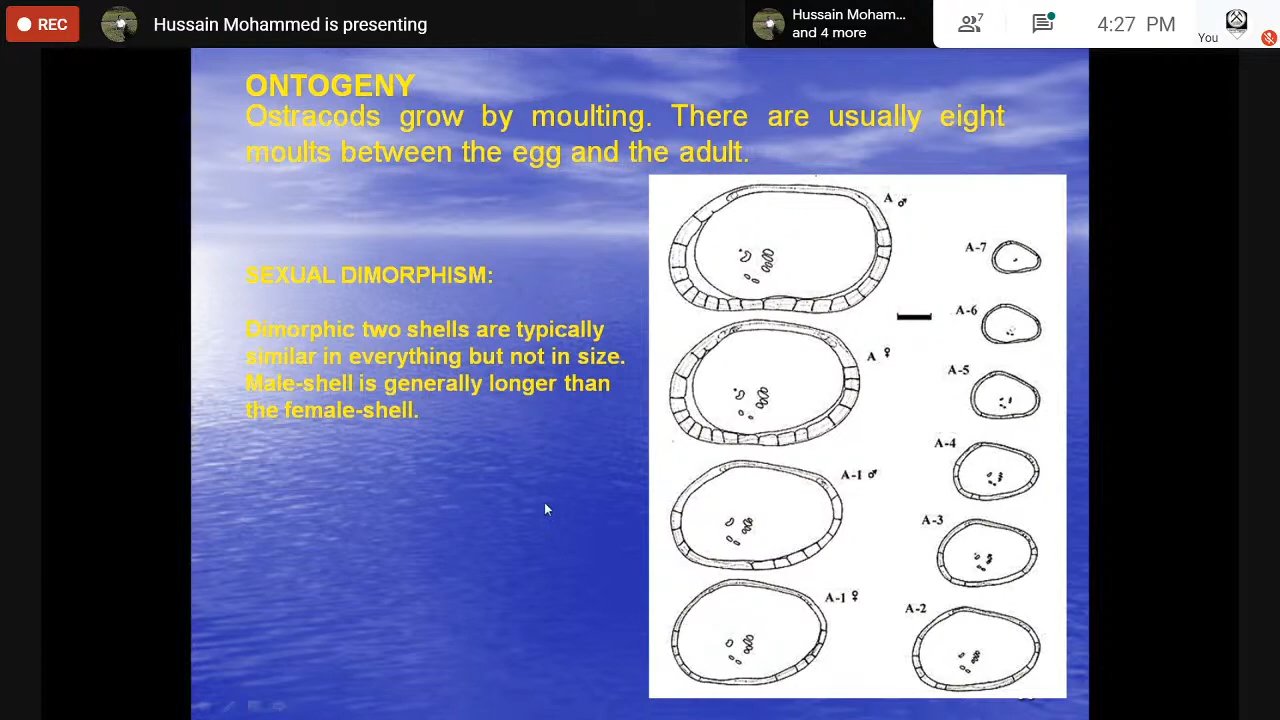 REC
Hussain Mohammed is presenting
Hussain Moham...
and 4 more
7
4:27 PM
You
ONTOGENY
Ostracods grow by moulting. There are usually eight
moults between the egg and the adult.
SEXUAL DIMORPHISM:
Dimorphic two shells are typically
similar in everything but not in size.
Male-shell is generally longer than
the female-shell.
A ♂
A ♀
A-1 ♂
A-1 ♀
A-7
A-6
A-5
A-4
A-3
A-2